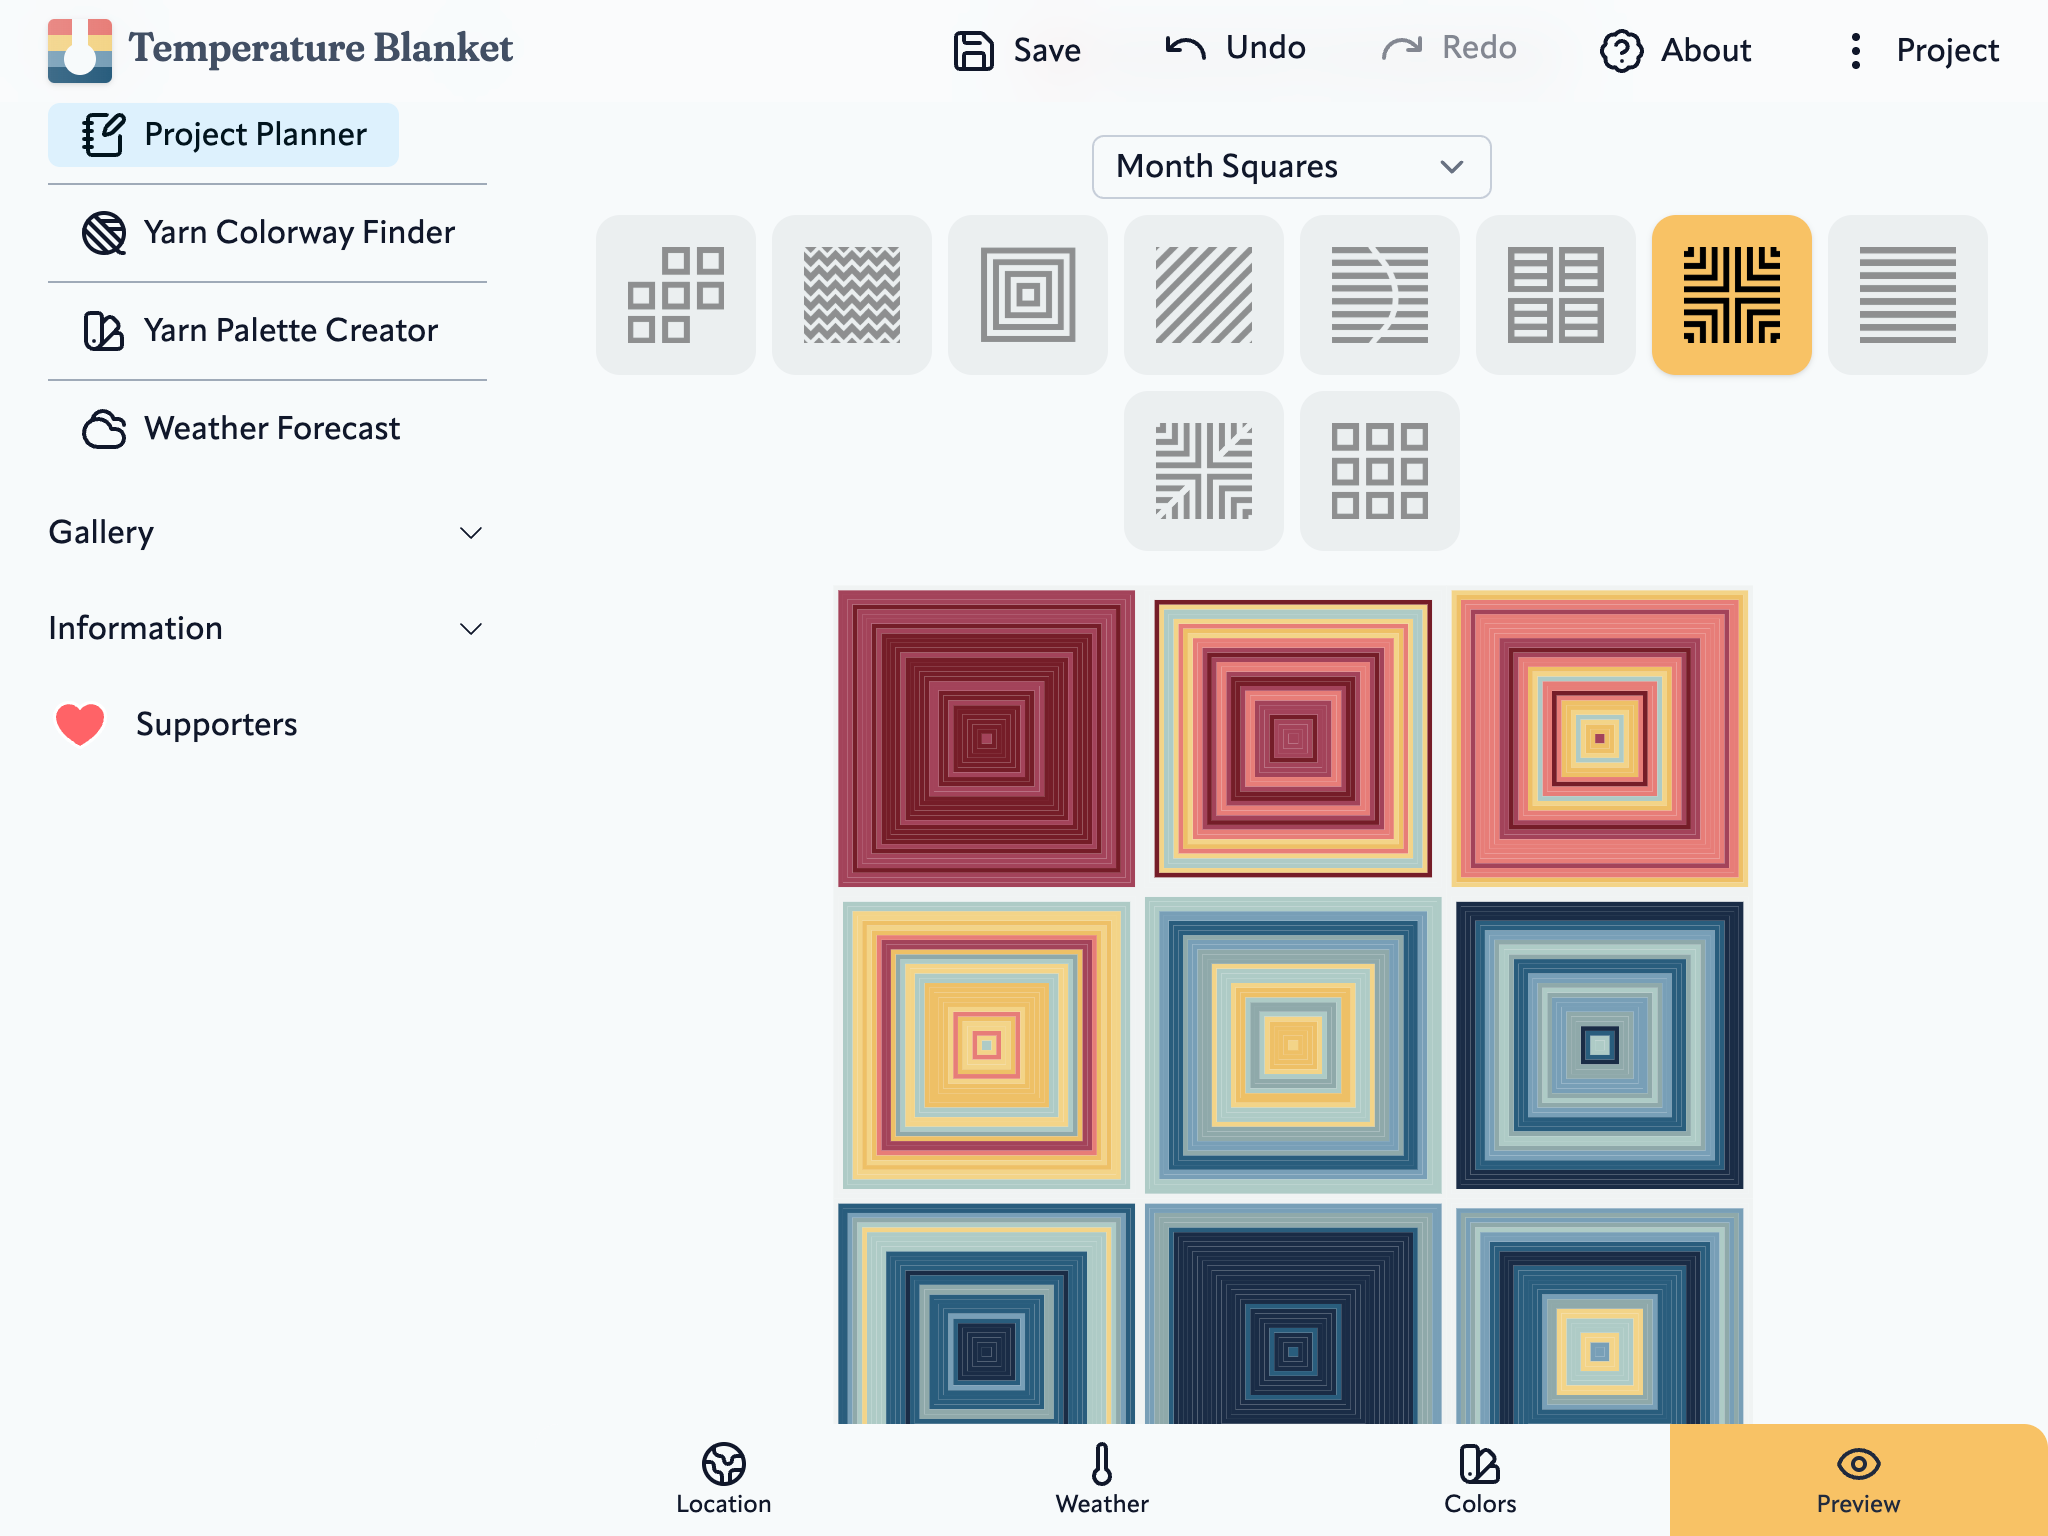 Temperature Blanket
Save
Undo
Redo
About
Project
Project Planner
Yarn Colorway Finder
Yarn Palette Creator
Weather Forecast
Gallery
Information
Supporters
Month Squares
Location
Weather
Colors
Preview